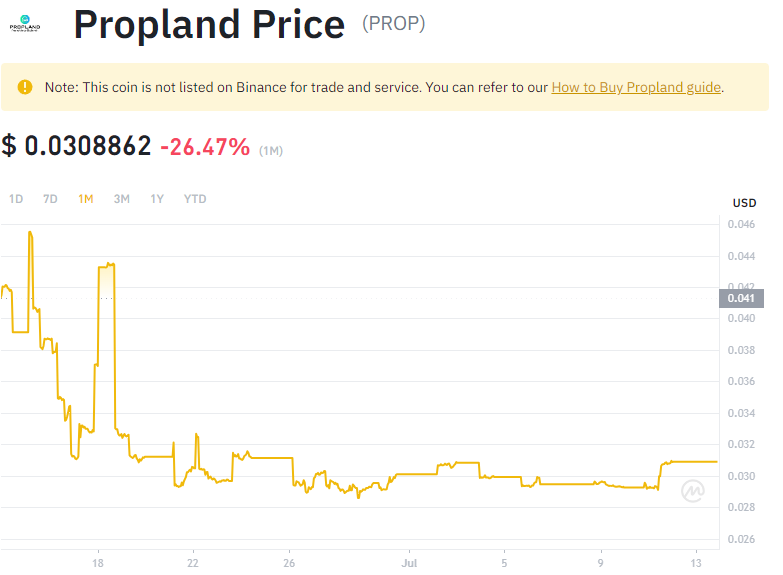 PROPLAND
Propland Price (PROP)
Note: This coin is not listed on Binance for trade and service. You can refer to our How to Buy Propland guide.
$ 0.0308862 -26.47% (1M)
1D 7D 1M 3M 1Y YTD
USD
0.046
0.044
0.042
0.041
0.040
0.038
0.036
0.034
0.032
0.030
0.028
0.026
18 22 26 Jul 5 9 13